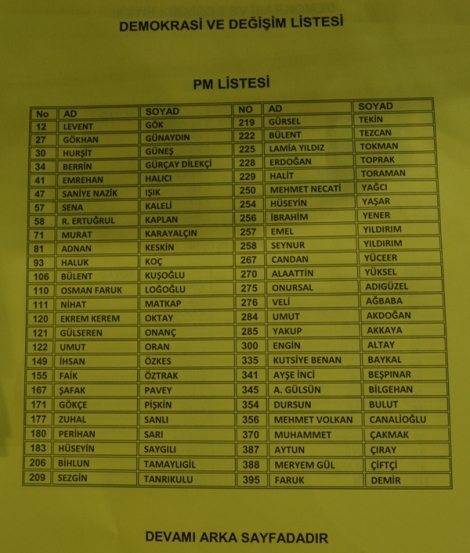 DEMOKRASİ VE DEĞİŞİM LİSTESİ
PM LİSTESİ
No AD SOYAD NO AD SOYAD
12 LEVENT GÖK 219 GÜRSEL TEKİN
27 GÖKHAN GÜNAYDIN 222 BÜLENT TEZCAN
30 HURŞİT GÜNEŞ 225 LAMİA YILDIZ TOKMAN
34 BERRİN GÜRÇAY DİLEKÇİ 228 ERDOĞAN TOPRAK
41 EMREHAN HALICI 229 HALİT TORAMAN
47 SANİYE NAZİK IŞIK 250 MEHMET NECATİ YAĞCI
57 SENA KALELİ 254 HÜSEYİN YAŞAR
58 R. ERTUĞRUL KAPLAN 256 İBRAHİM YENER
71 MURAT KARAYALÇIN 257 EMEL YILDIRIM
81 ADNAN KESKİN 258 SEYNUR YILDIRIM
93 HALUK KOÇ 267 CANDAN YÜCEER
106 BÜLENT KUŞOĞLU 270 ALAATTİN YÜKSEL
110 OSMAN FARUK LOĞOĞLU 275 ONURSAL ADIGÜZEL
111 NİHAT MATKAP 276 VELİ AĞBABA
120 EKREM KEREM OKTAY 284 UMUT AKDOĞAN
121 GÜLSEREN ONANÇ 285 YAKUP AKKAYA
122 UMUT ORAN 300 ENGİN ALTAY
149 İHSAN ÖZKES 335 KUTSİYE BENAN BAYKAL
155 FAİK ÖZTRAK 341 AYŞE İNCİ BEŞPINAR
167 ŞAFAK PAVEY 345 A. GÜLSÜN BİLGEHAN
171 GÖKÇE PİŞKİN 354 DURSUN BULUT
177 ZUHAL SANLI 356 MEHMET VOLKAN CANALİOĞLU
180 PERİHAN SARI 370 MUHAMMET ÇAKMAK
183 HÜSEYİN SAYGILI 387 AYTUN ÇIRAY
206 BİHLUN TAMAYLIGİL 388 MERYEM GÜL ÇİFTÇİ
209 SEZGİN TANRIKULU 395 FARUK DEMİR
DEVAMI ARKA SAYFADADIR